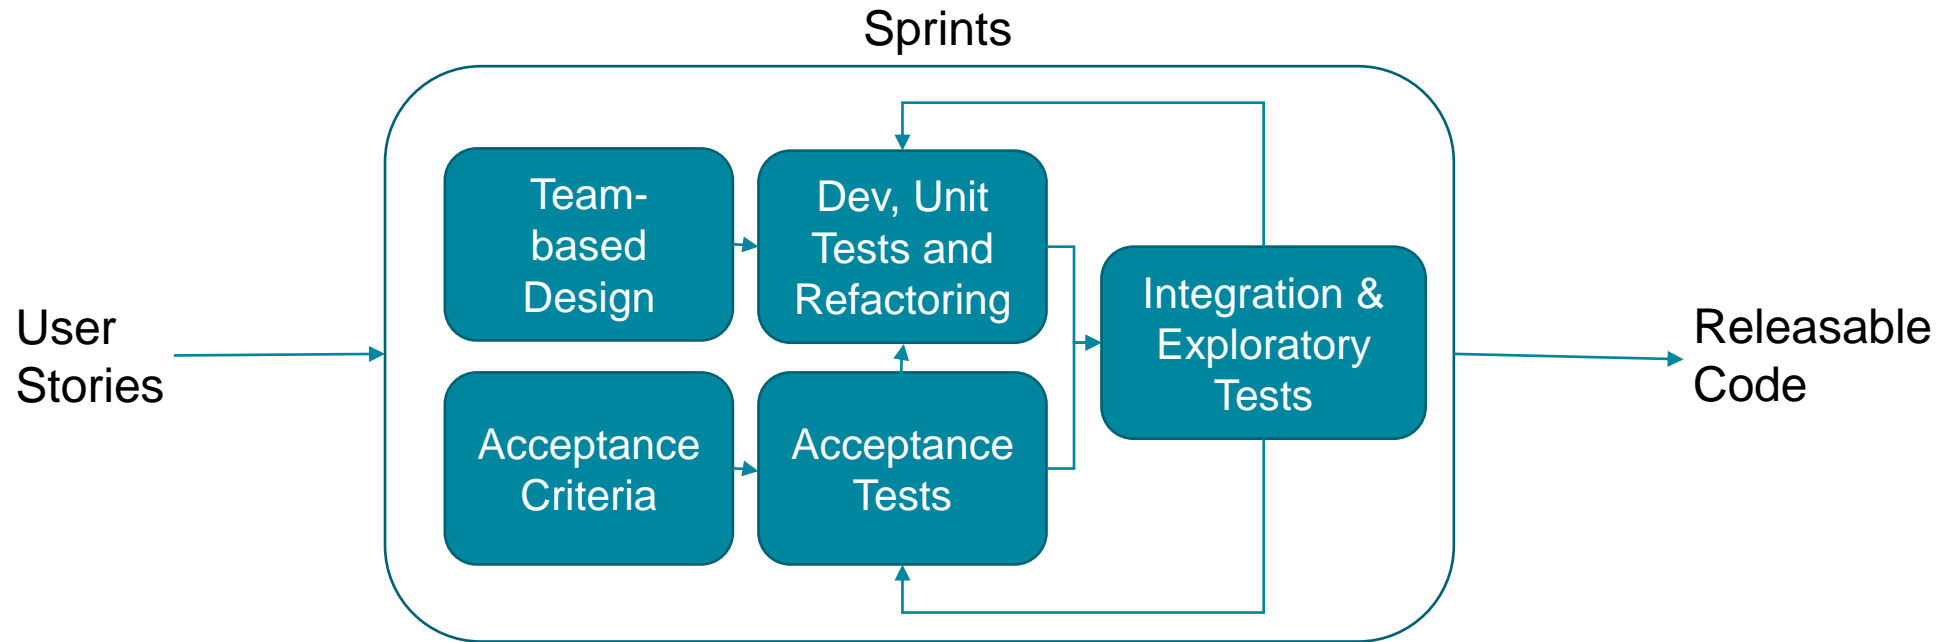 Sprints
User
Stories
Team-
based
Design
Dev, Unit
Tests and
Refactoring
Acceptance
Criteria
Acceptance
Tests
Integration &
Exploratory
Tests
Releasable
Code